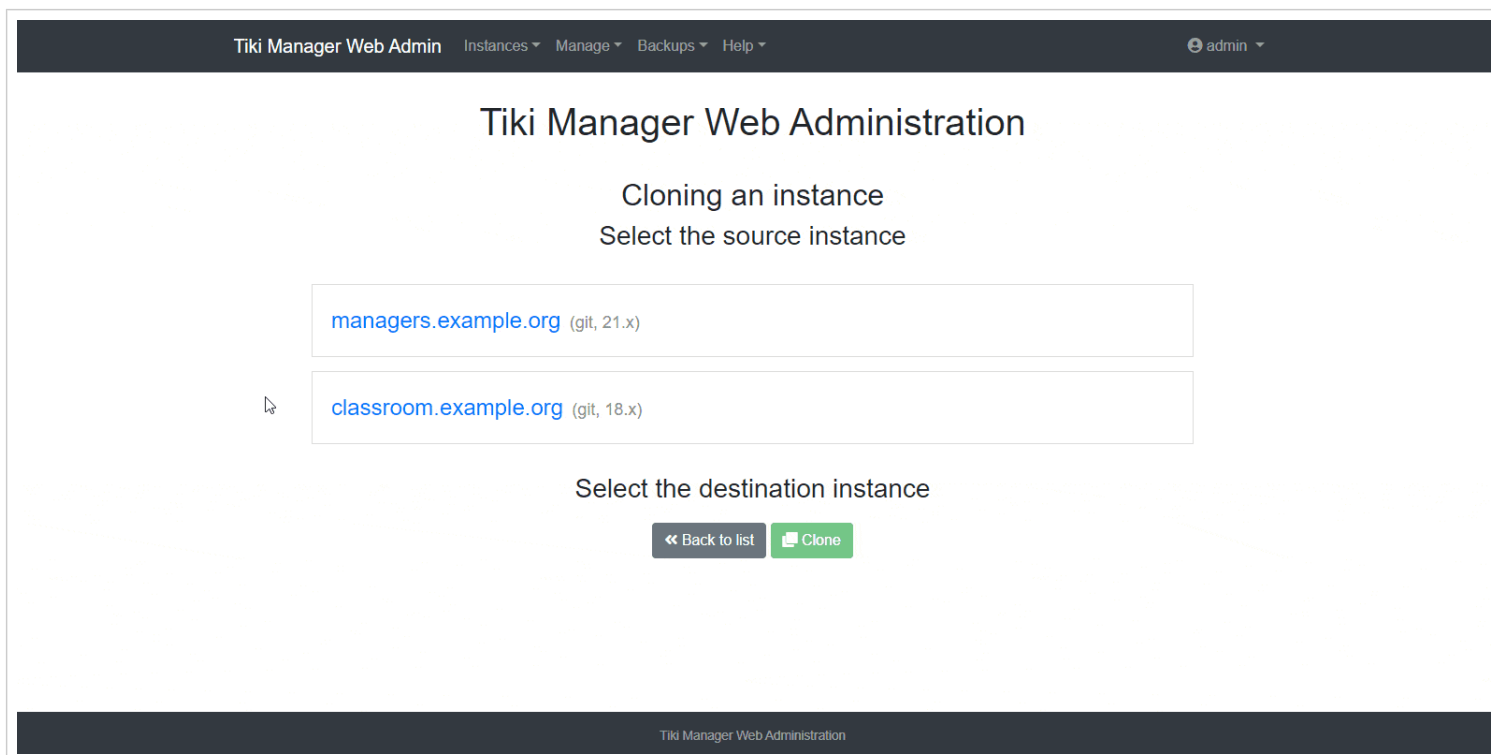 Tiki Manager Web Admin Instances Manage Backups Help admin
Tiki Manager Web Administration
Cloning an instance
Select the source instance
managers.example.org (git, 21.x)
classroom.example.org (git, 18.x)
Select the destination instance
Back to list Clone
Tiki Manager Web Administration